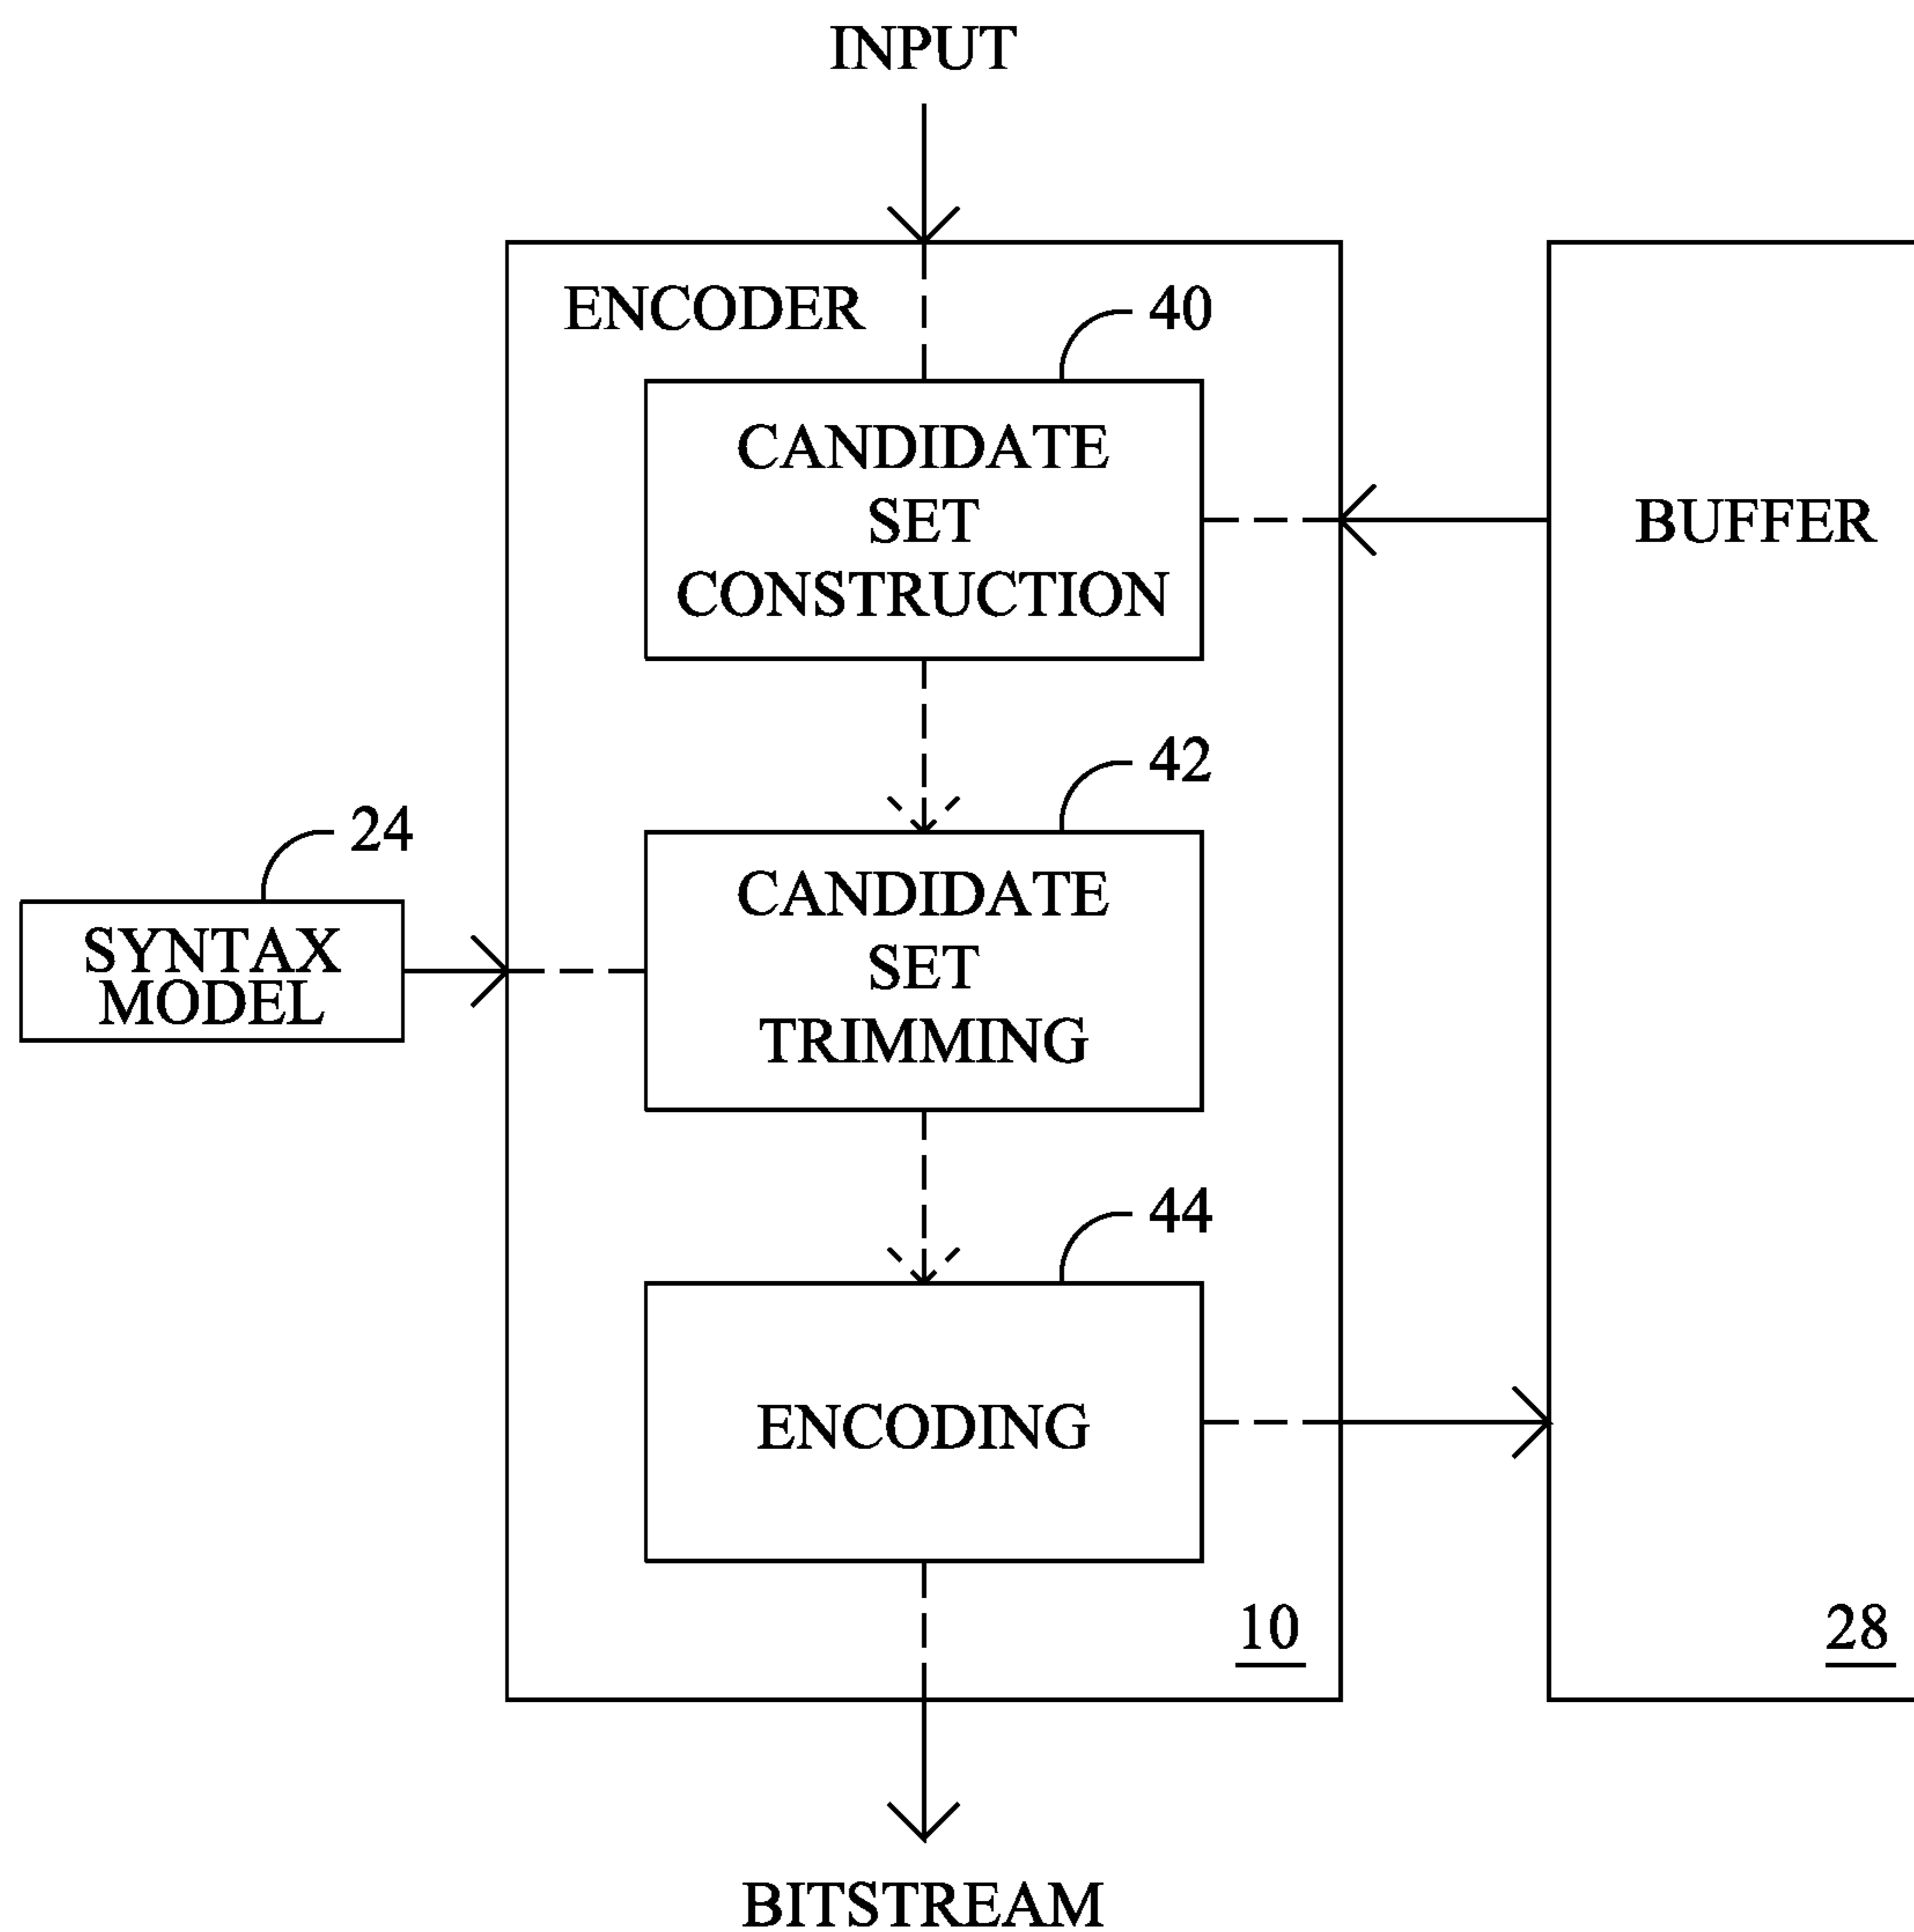 INPUT
ENCODER
40
CANDIDATE
SET
CONSTRUCTION
BUFFER
42
24
SYNTAX
MODEL
CANDIDATE
SET
TRIMMING
44
ENCODING
10
28
BITSTREAM